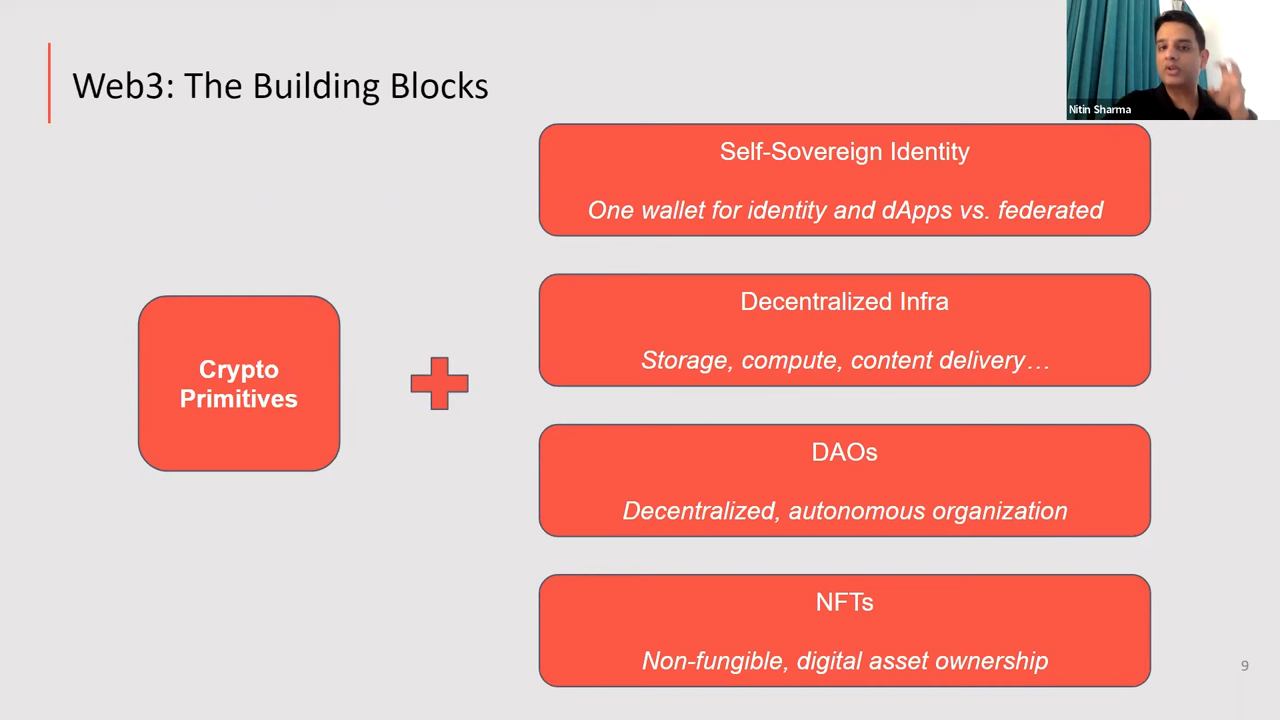 Web3: The Building Blocks
Nitin Sharma
Self-Sovereign Identity
One wallet for identity and dApps vs. federated
Decentralized Infra
Storage, compute, content delivery…
Crypto
Primitives
DAOs
Decentralized, autonomous organization
NFTs
Non-fungible, digital asset ownership
9